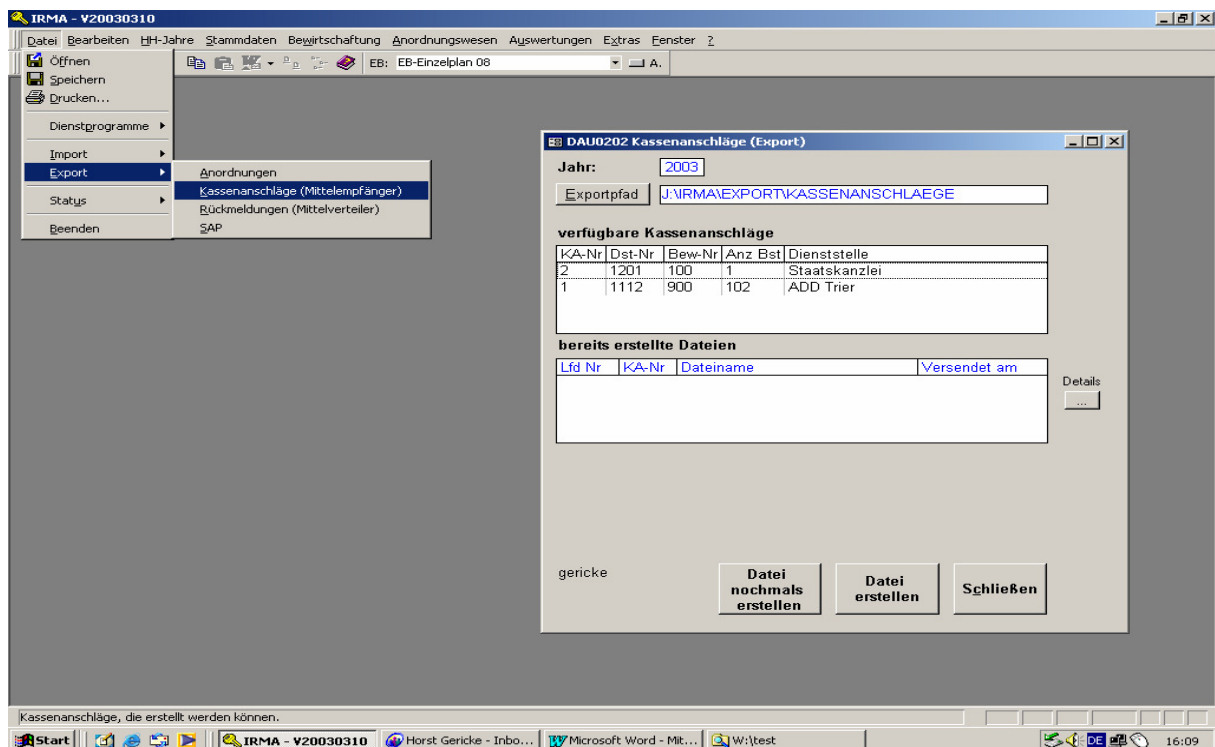 IRMA - V20030310
Datei Bearbeiten HH-Jahre Stammdaten Bewirtschaftung Anordnungswesen Auswertungen Extras Fenster ?
EB: EB-Einzelplan 08 A.
Öffnen
Speichern
Drucken...
Dienstprogramme
Import
Export
Status
Beenden
Anordnungen
Kassenanschläge (Mittelempfänger)
Rückmeldungen (Mittelverteiler)
SAP
DAU0202 Kassenanschläge (Export)
Jahr: 2003
Exportpfad J:\IRMA\EXPORT\KASSENANSCHLAEGE
verfügbare Kassenanschläge
KA-Nr Dst-Nr Bew-Nr Anz Bst Dienststelle
2 1201 100 1 Staatskanzlei
1 1112 900 102 ADD Trier
bereits erstellte Dateien
Lfd Nr KA-Nr Dateiname Versendet am
Details
...
gericke
Datei nochmals erstellen
Datei erstellen
Schließen
Kassenanschläge, die erstellt werden können.
Start IRMA - V20030310 Horst Gericke - Inbo... Microsoft Word - Mit... W:\test DE 16:09